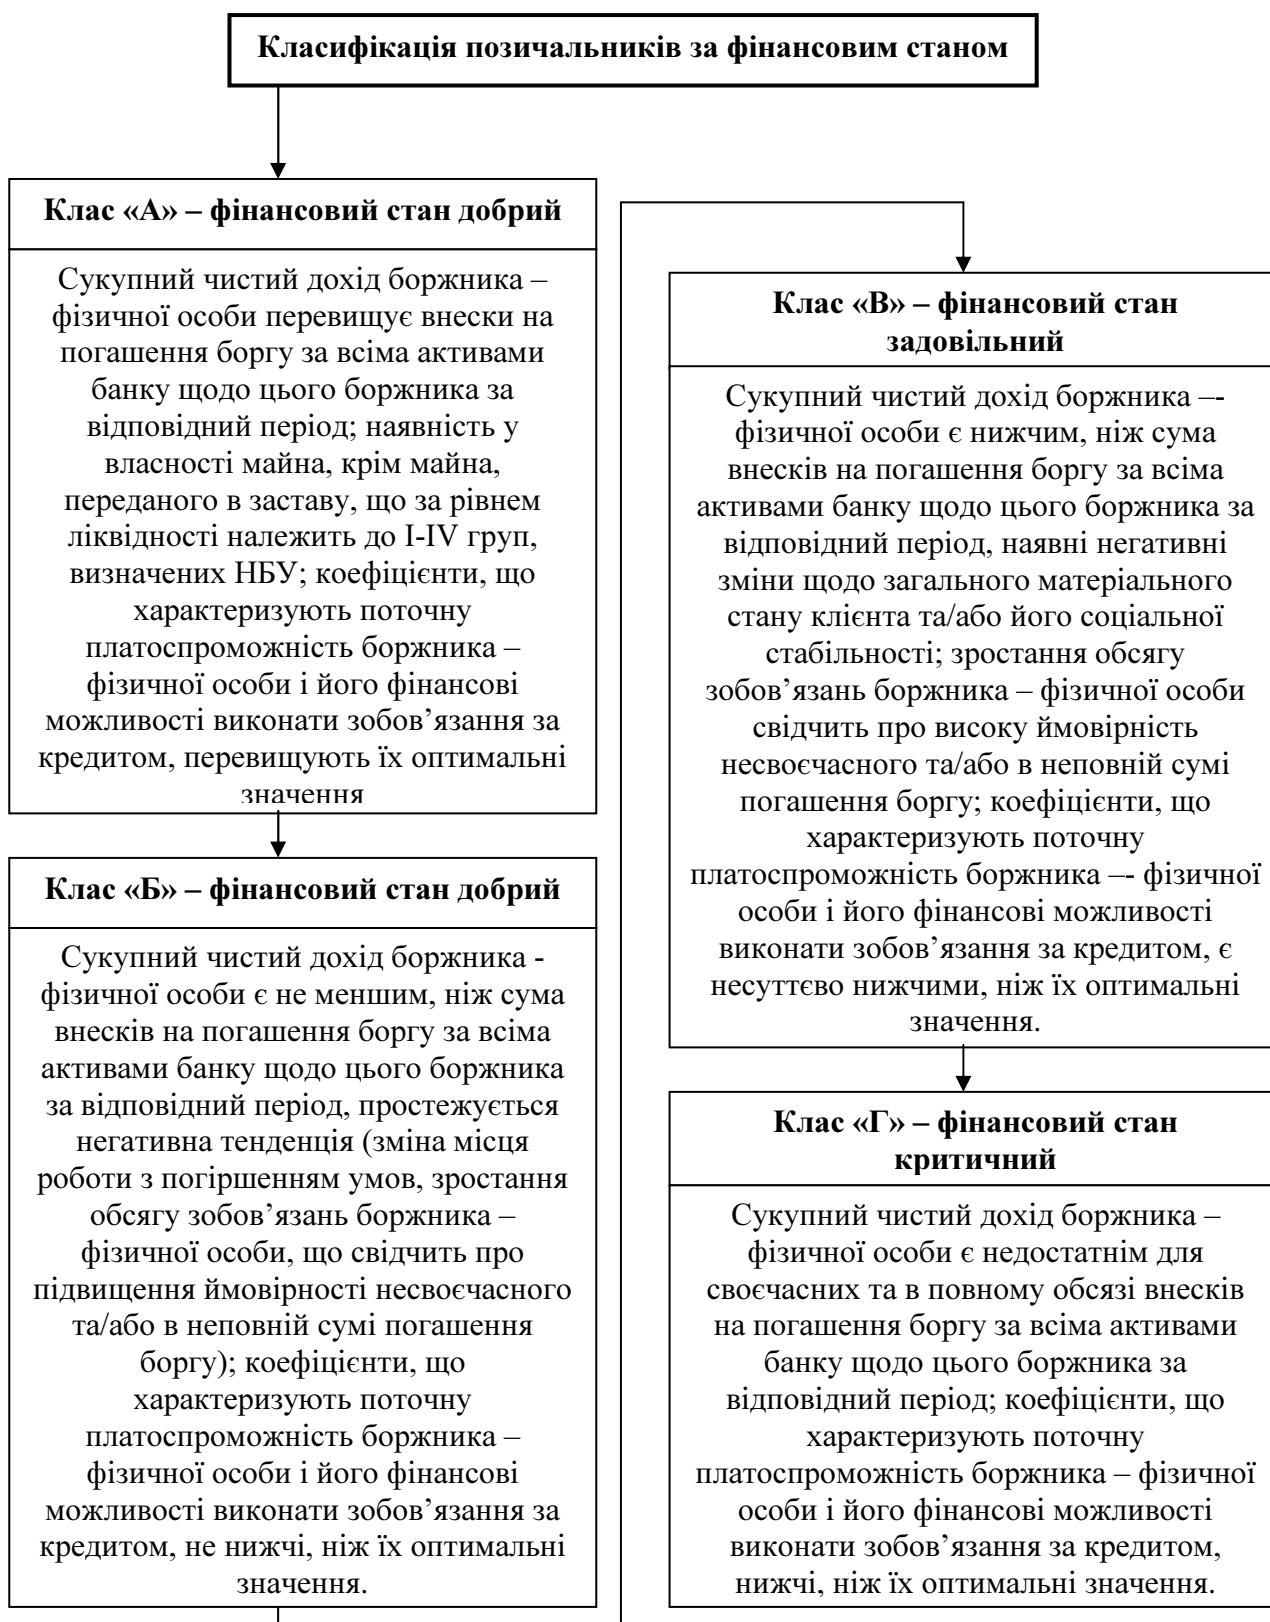 Класифікація позичальників за фінансовим станом
Клас «А» – фінансовий стан добрий
Сукупний чистий дохід боржника –
фізичної особи перевищує внески на
погашення боргу за всіма активами
банку щодо цього боржника за
відповідний період; наявність у
власності майна, крім майна,
переданого в заставу, що за рівнем
ліквідності належить до I-IV груп,
визначених НБУ; коефіцієнти, що
характеризують поточну
платоспроможність боржника –
фізичної особи і його фінансові
можливості виконати зобов’язання за
кредитом, перевищують їх оптимальні
значення
Клас «Б» – фінансовий стан добрий
Сукупний чистий дохід боржника -
фізичної особи є не меншим, ніж сума
внесків на погашення боргу за всіма
активами банку щодо цього боржника
за відповідний період, простежується
негативна тенденція (зміна місця
роботи з погіршенням умов, зростання
обсягу зобов’язань боржника –
фізичної особи, що свідчить про
підвищення ймовірності несвоєчасного
та/або в неповній сумі погашення
боргу); коефіцієнти, що
характеризують поточну
платоспроможність боржника –
фізичної особи і його фінансові
можливості виконати зобов’язання за
кредитом, не нижчі, ніж їх оптимальні
значення.
Клас «В» – фінансовий стан
задовільний
Сукупний чистий дохід боржника –-
фізичної особи є нижчим, ніж сума
внесків на погашення боргу за всіма
активами банку щодо цього боржника за
відповідний період, наявні негативні
зміни щодо загального матеріального
стану клієнта та/або його соціальної
стабільності; зростання обсягу
зобов’язань боржника – фізичної особи
свідчить про високу ймовірність
несвоєчасного та/або в неповній сумі
погашення боргу; коефіцієнти, що
характеризують поточну
платоспроможність боржника –- фізичної
особи і його фінансові можливості
виконати зобов’язання за кредитом, є
несуттєво нижчими, ніж їх оптимальні
значення.
Клас «Г» – фінансовий стан
критичний
Сукупний чистий дохід боржника –
фізичної особи є недостатнім для
своєчасних та в повному обсязі внесків
на погашення боргу за всіма активами
банку щодо цього боржника за
відповідний період; коефіцієнти, що
характеризують поточну
платоспроможність боржника – фізичної
особи і його фінансові можливості
виконати зобов’язання за кредитом,
нижчі, ніж їх оптимальні значення.